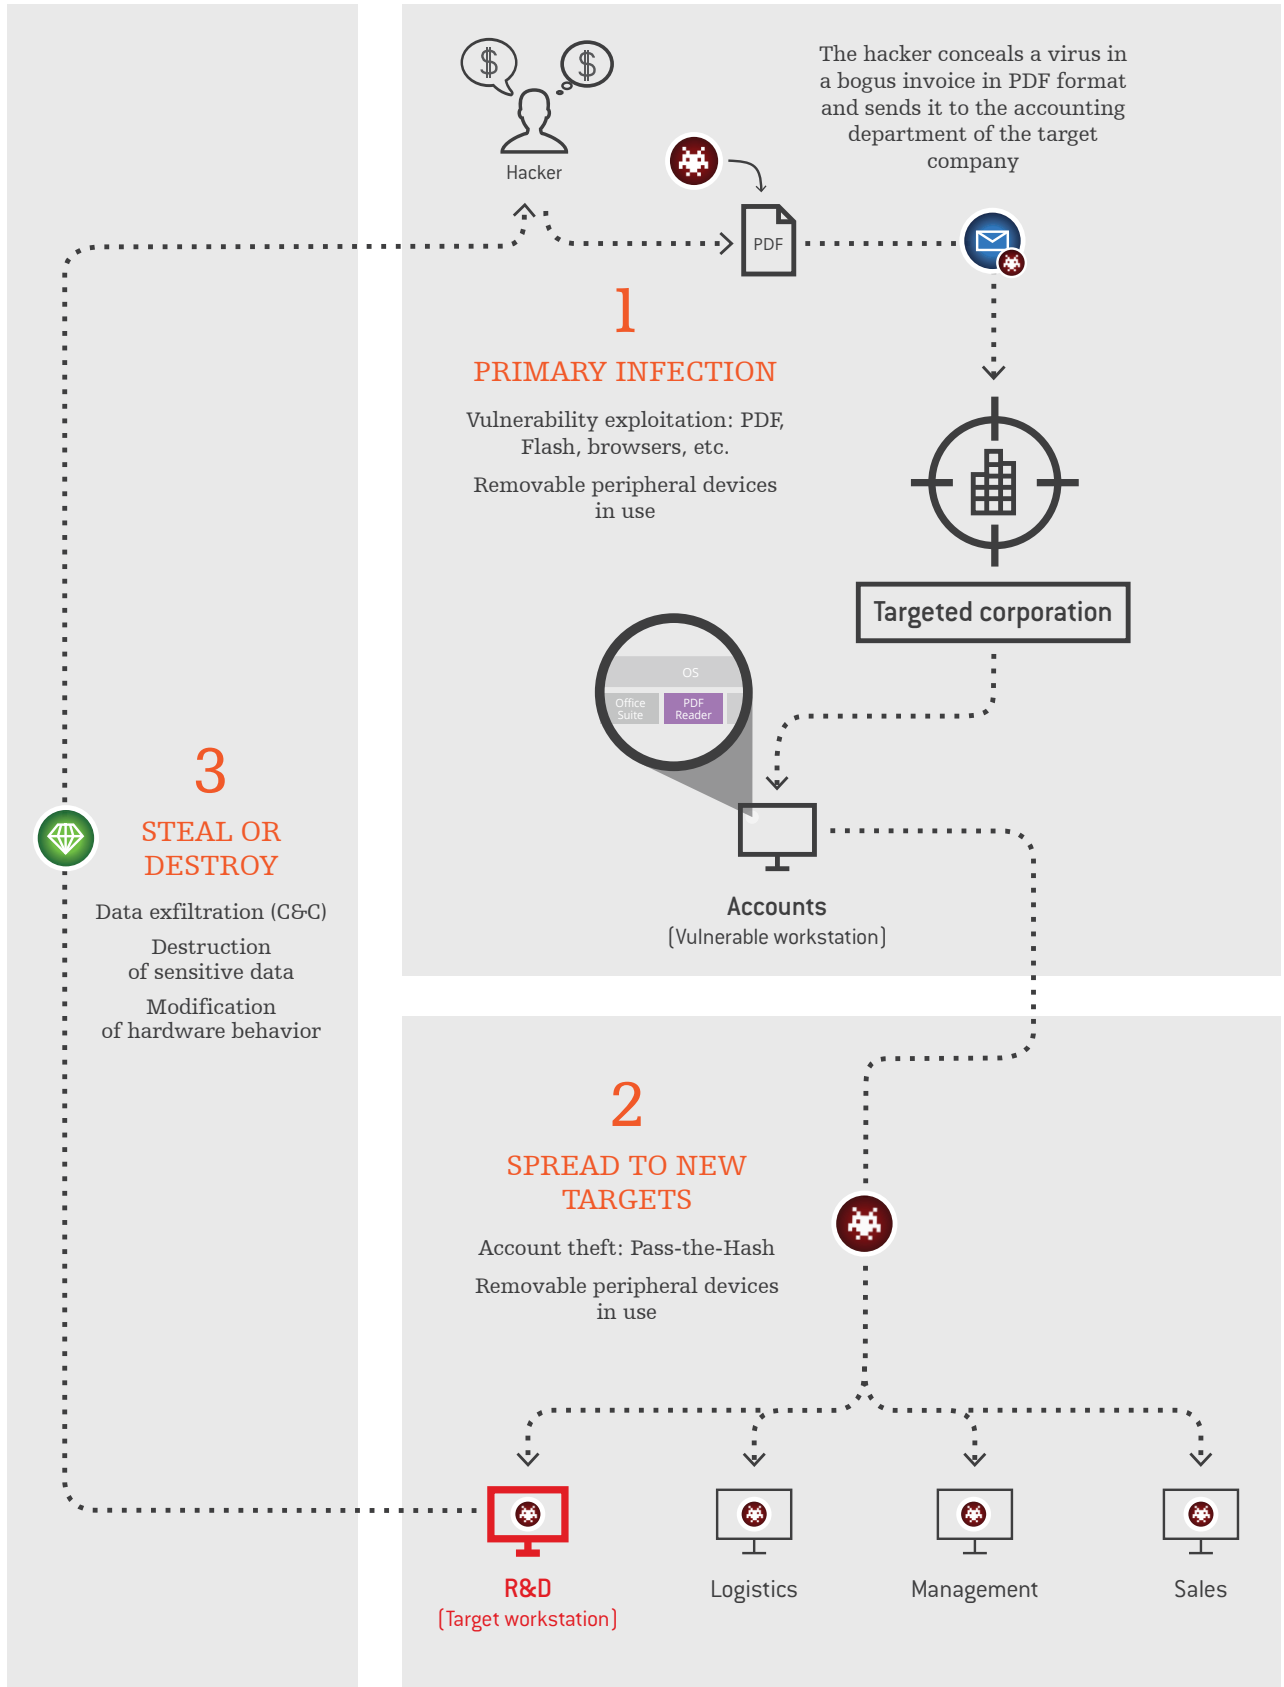 $
$
Hacker
The hacker conceals a virus in
a bogus invoice in PDF format
and sends it to the accounting
department of the target
company
PDF
1
PRIMARY INFECTION
Vulnerability exploitation: PDF,
Flash, browsers, etc.
Removable peripheral devices
in use
Targeted corporation
OS
Office
Suite
PDF
Reader
Accounts
(Vulnerable workstation)
2
SPREAD TO NEW
TARGETS
Account theft: Pass-the-Hash
Removable peripheral devices
in use
R&D
(Target workstation)
Logistics
Management
Sales
3
STEAL OR
DESTROY
Data exfiltration (C&C)
Destruction
of sensitive data
Modification
of hardware behavior